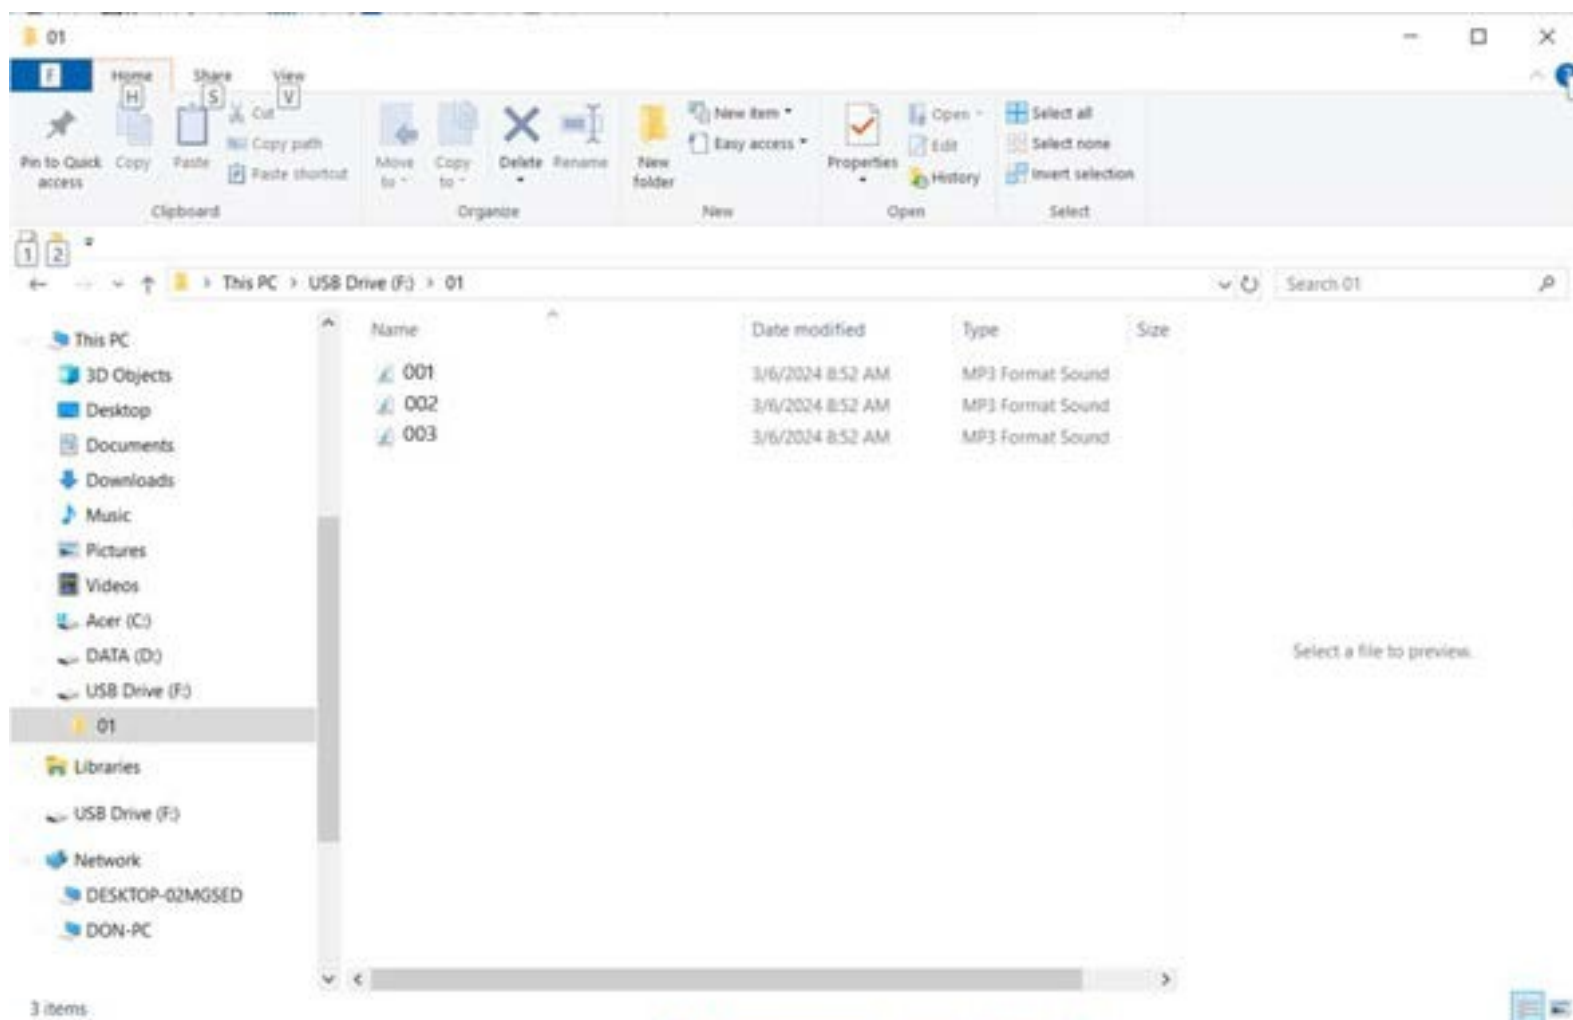 01
F Home Share View
H S V
Pin to Quick access
Copy
Paste
Cut
Copy path
Paste shortcut
Clipboard
Move to
Copy to
Delete
Rename
Organize
New folder
New item
Easy access
New
Properties
Open
Edit
History
Open
Select all
Select none
Invert selection
Select
1 2
This PC > USB Drive (F:) > 01
Search 01
This PC
3D Objects
Desktop
Documents
Downloads
Music
Pictures
Videos
Acer (C:)
DATA (D:)
USB Drive (F:)
01
Libraries
USB Drive (F:)
Network
DESKTOP-02MGSED
DON-PC
Name Date modified Type Size
001 3/6/2024 8:52 AM MP3 Format Sound
002 3/6/2024 8:52 AM MP3 Format Sound
003 3/6/2024 8:52 AM MP3 Format Sound
Select a file to preview.
3 items